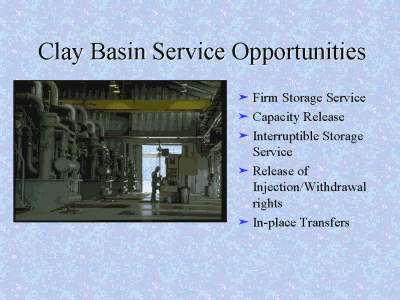 Clay Basin Service Opportunities
Firm Storage Service
Capacity Release
Interruptible Storage
Service
Release of
Injection/Withdrawal
rights
In-place Transfers